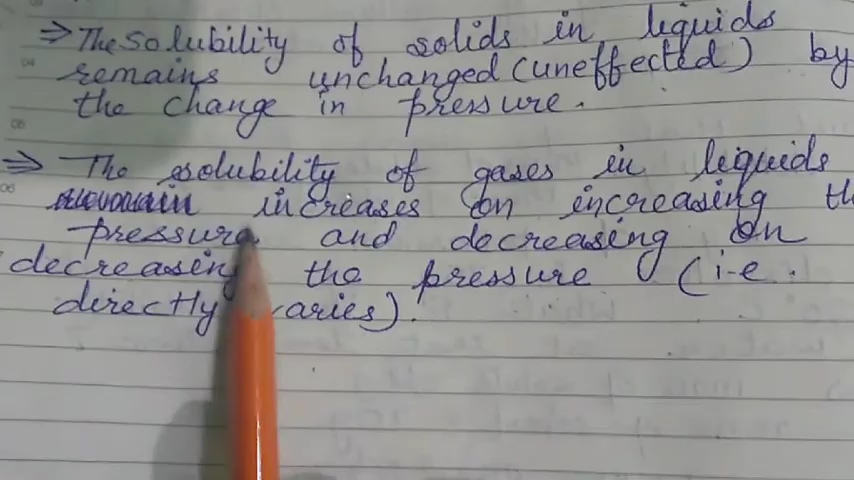 ⇒ The solubility of solids in liquids
remains unchanged (uneffected) by
the change in pressure.
⇒ The solubility of gases in liquids
increases on increasing the
pressure and decreasing on
decreasing the pressure (i-e.
directly varies).